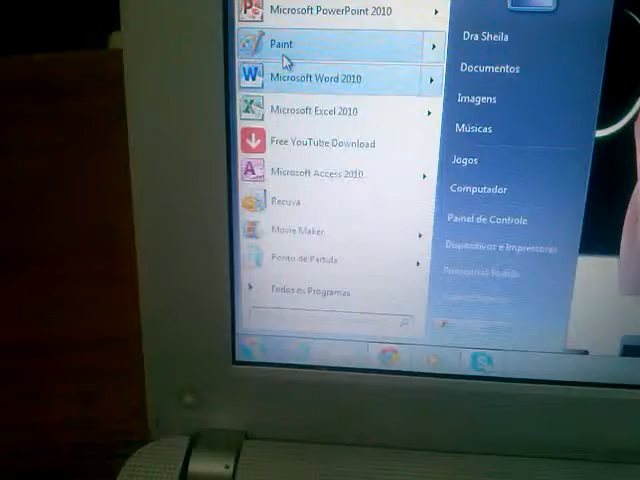 Microsoft PowerPoint 2010
Paint
Microsoft Word 2010
Microsoft Excel 2010
Free YouTube Download
Microsoft Access 2010
Recuva
Movie Maker
Ponto de Partida
Todos os Programas
Dra Sheila
Documentos
Imagens
Músicas
Jogos
Computador
Painel de Controle
Dispositivos e Impressoras